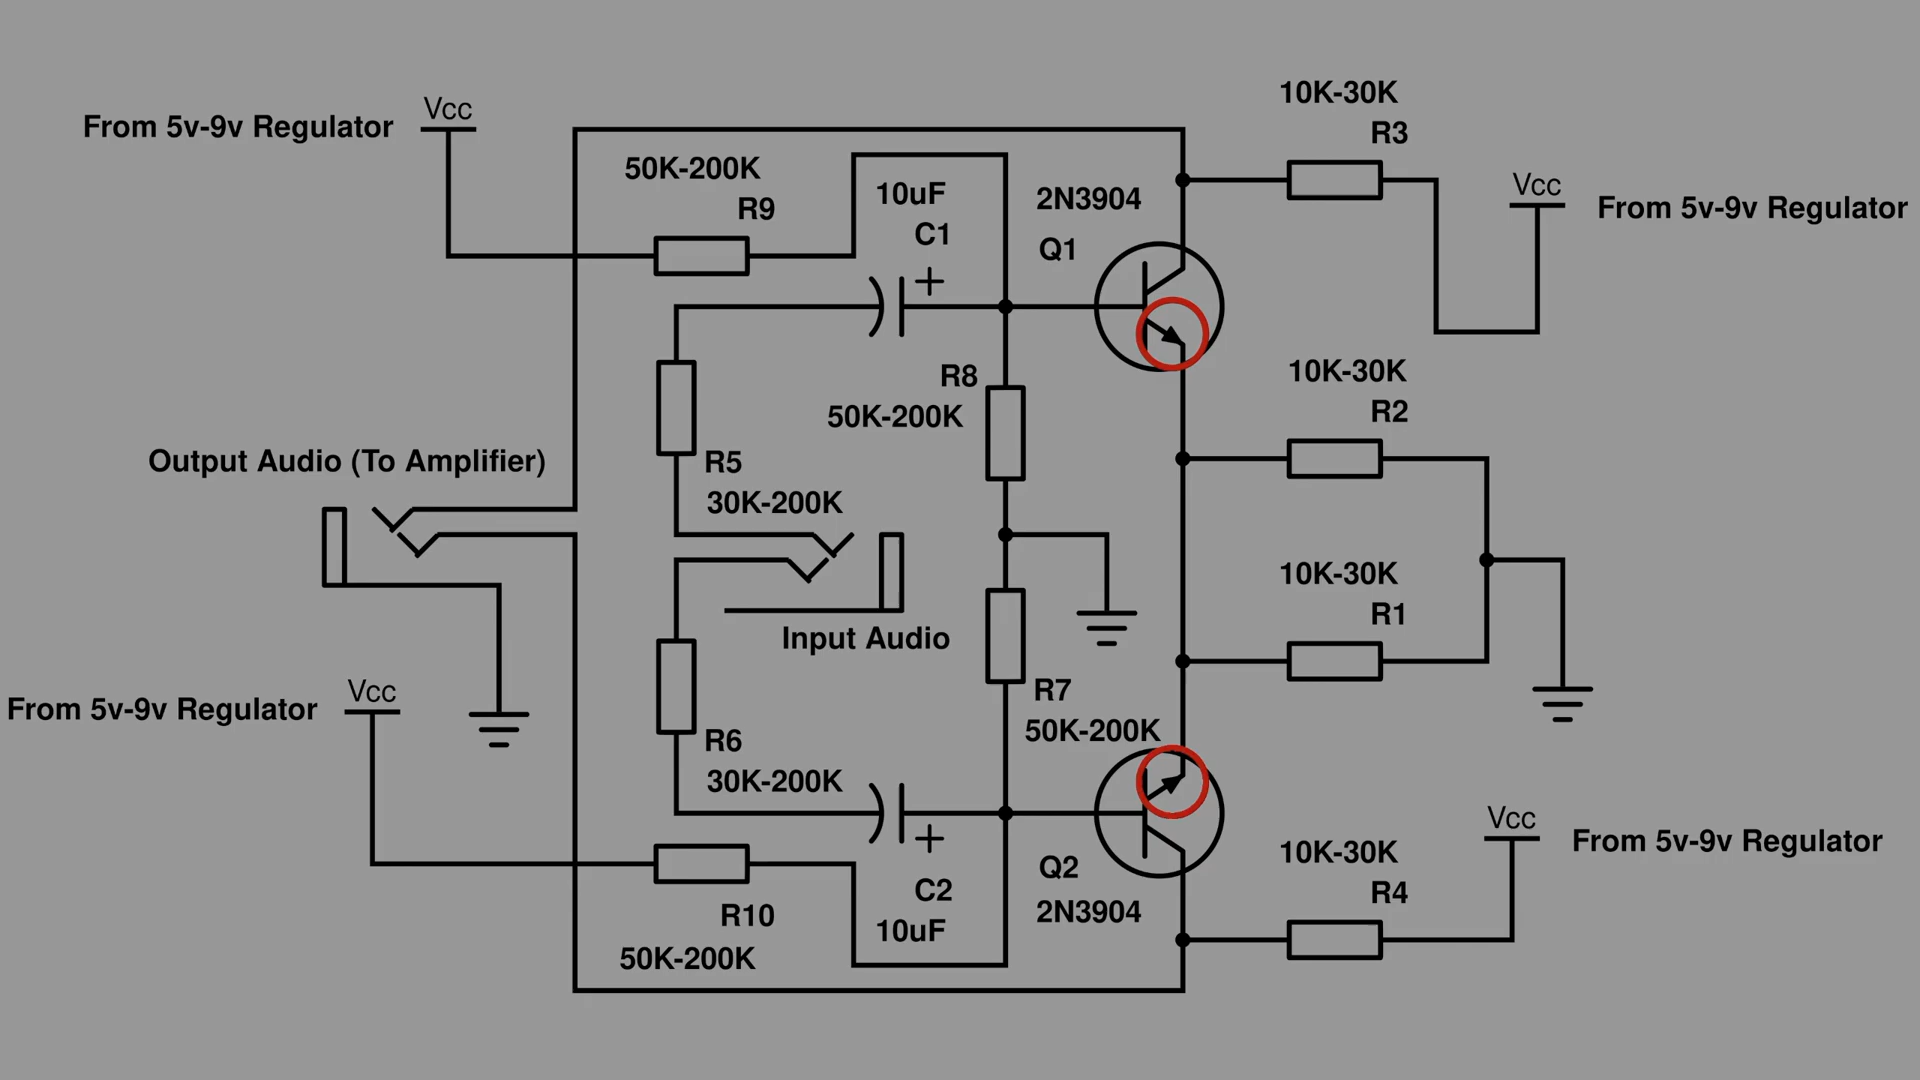 10K-30K
R3
Vcc
From 5v-9v Regulator
50K-200K
R9
10uF
C1
+
2N3904
Q1
Vcc
From 5v-9v Regulator
R8
50K-200K
10K-30K
R2
Output Audio (To Amplifier)
R5
30K-200K
Input Audio
10K-30K
R1
Vcc
From 5v-9v Regulator
R7
50K-200K
R6
30K-200K
+
C2
10uF
Q2
2N3904
10K-30K
R4
Vcc
From 5v-9v Regulator
R10
50K-200K